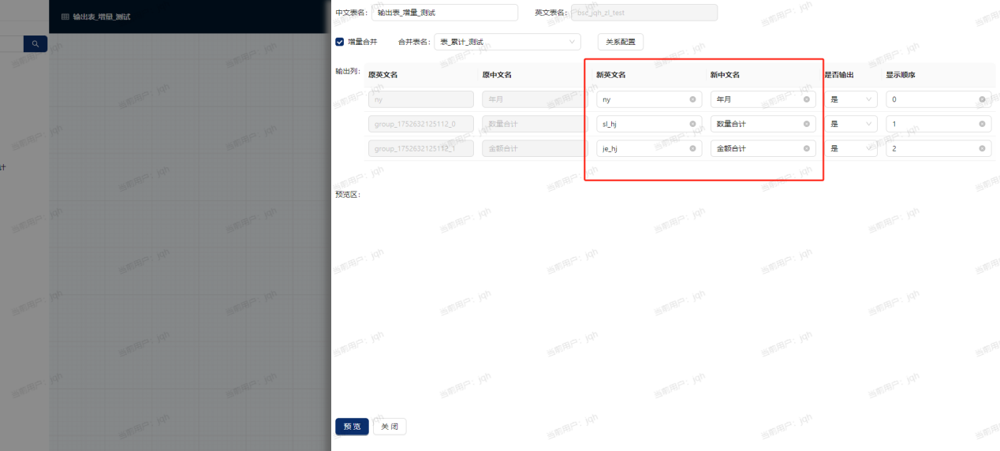 输出表_增量_测试
计
中文表名： 输出表_增量_测试 英文表名： bsc_jqh_zl_test
增量合并 合并表名： 表_累计_测试 关系配置
输出列： 原英文名 原中文名 新英文名 新中文名 是否输出 显示顺序
ny 年月 ny 年月 是 0
group_1752632125112_0 数量合计 sl_hj 数量合计 是 1
group_1752632125112_1 金额合计 je_hj 金额合计 是 2
预览区：
预 览 关 闭
当前用户：jqh